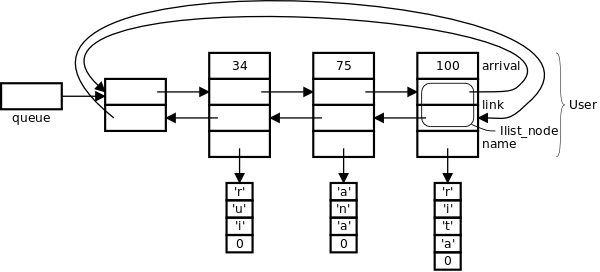 34 75 100 arrival
queue
link
User
llist_node
name
'r' 'a' 'r'
'u' 'n' 'i'
'i' 'a' 't'
0 0 'a'
0